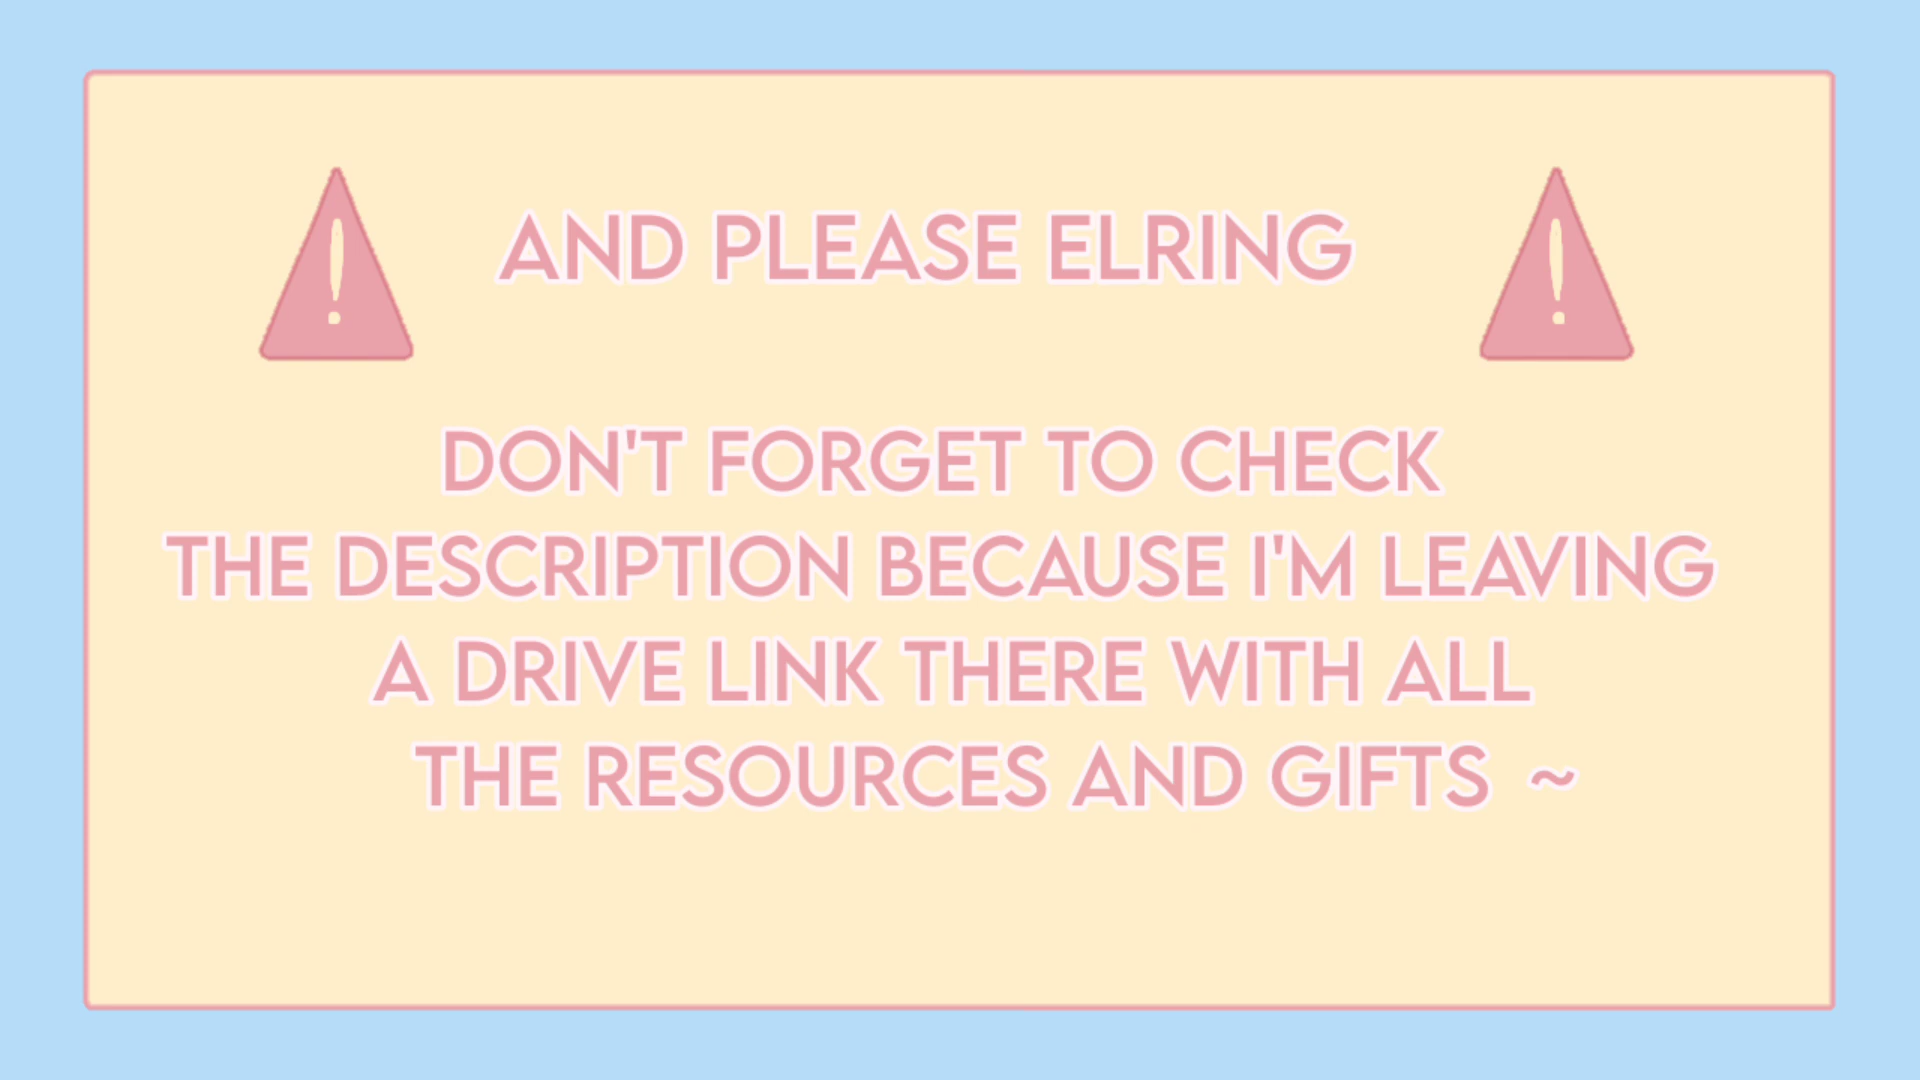 AND PLEASE ELRING
DON'T FORGET TO CHECK
THE DESCRIPTION BECAUSE I'M LEAVING
A DRIVE LINK THERE WITH ALL
THE RESOURCES AND GIFTS ~